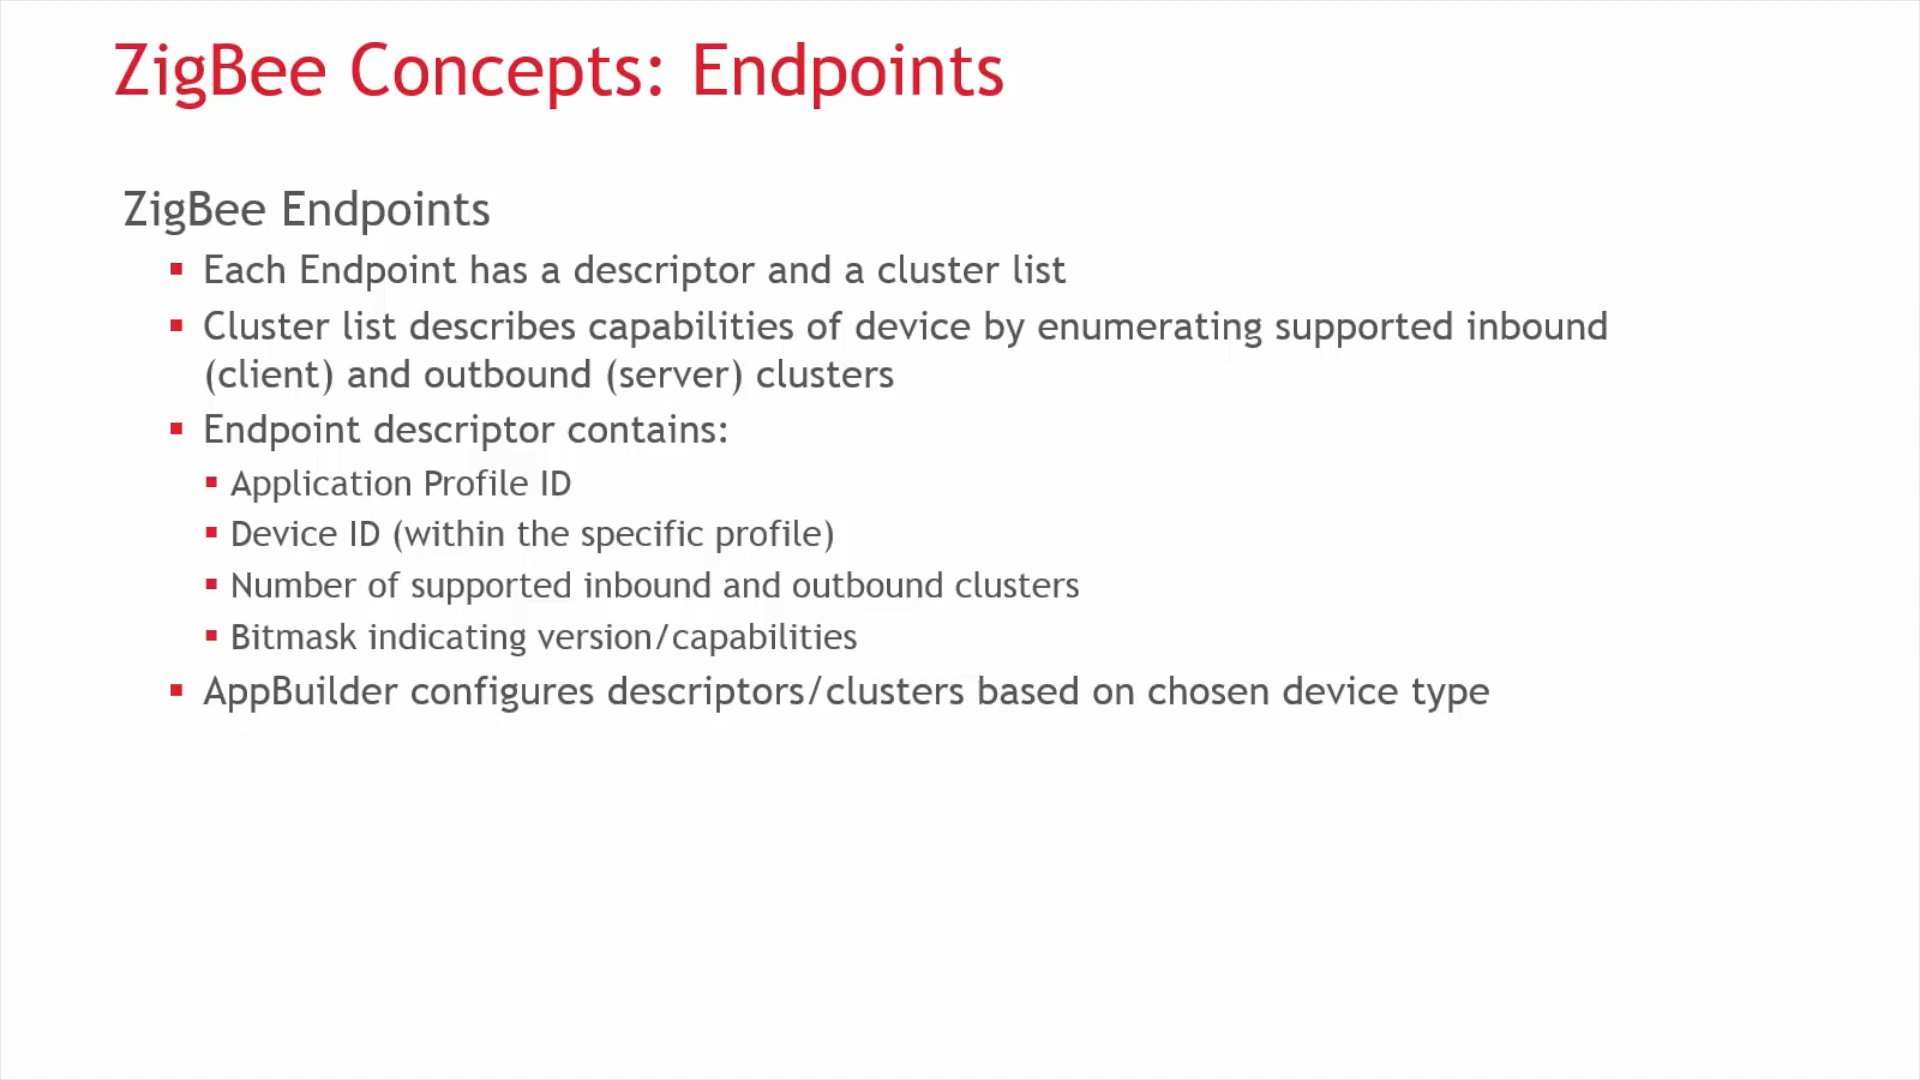 ZigBee Concepts: Endpoints
ZigBee Endpoints
Each Endpoint has a descriptor and a cluster list
Cluster list describes capabilities of device by enumerating supported inbound
(client) and outbound (server) clusters
Endpoint descriptor contains:
Application Profile ID
Device ID (within the specific profile)
Number of supported inbound and outbound clusters
Bitmask indicating version/capabilities
AppBuilder configures descriptors/clusters based on chosen device type